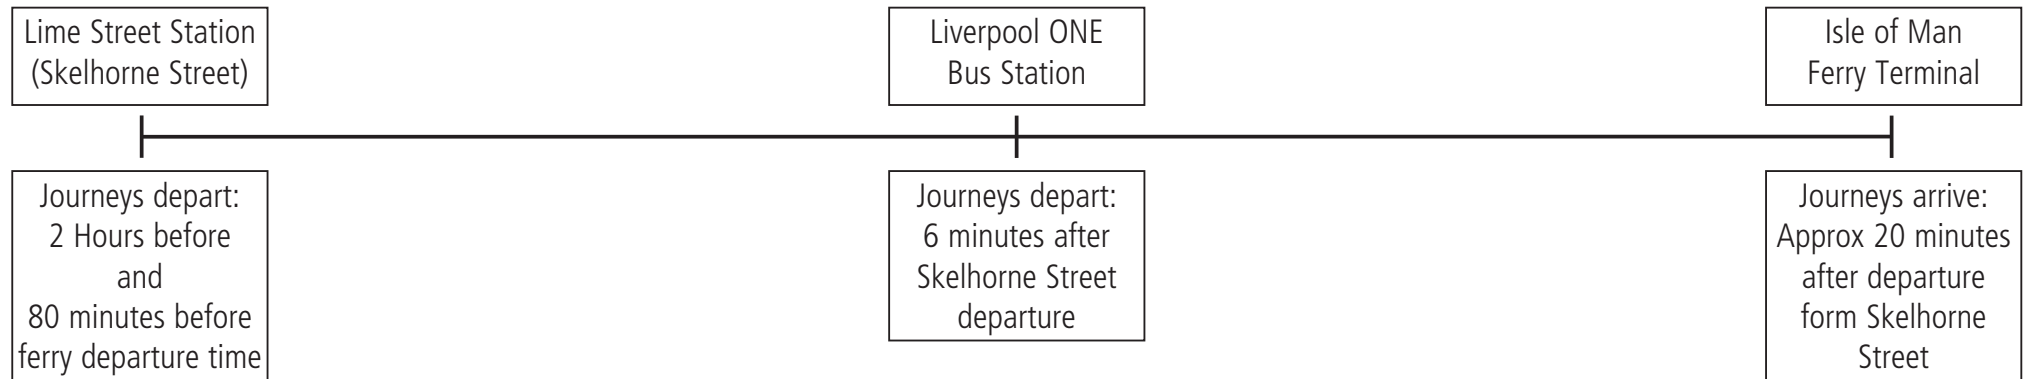 Lime Street Station
(Skelhorne Street)
Liverpool ONE
Bus Station
Isle of Man
Ferry Terminal
Journeys depart:
2 Hours before
and
80 minutes before
ferry departure time
Journeys depart:
6 minutes after
Skelhorne Street
departure
Journeys arrive:
Approx 20 minutes
after departure
form Skelhorne
Street